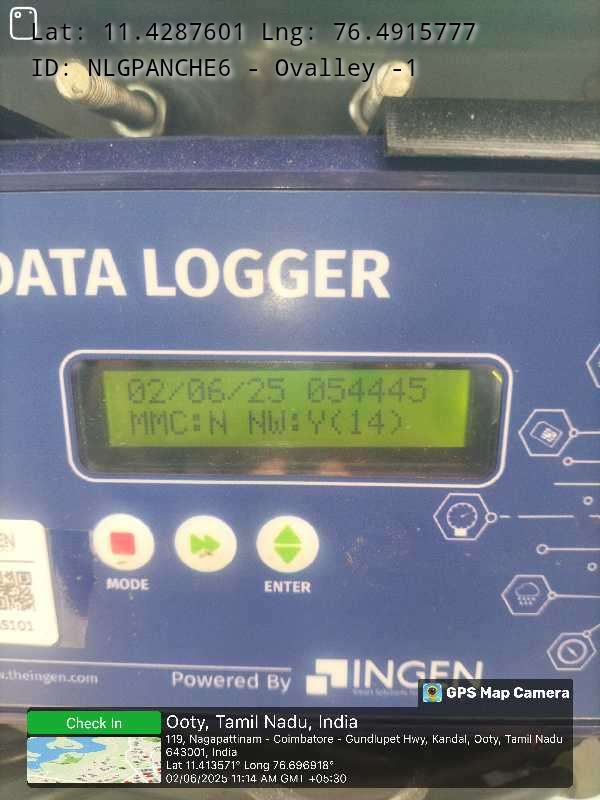 Lat: 11.4287601 Lng: 76.4915777
ID: NLGPANCHE6 - Ovalley -1
DATA LOGGER
02/06/25 054445
MMC:N NW:Y(14)
MODE
ENTER
www.theingen.com
Powered By
INGEN
GPS Map Camera
Check In
Ooty, Tamil Nadu, India
119, Nagapattinam - Coimbatore - Gundlupet Hwy, Kandal, Ooty, Tamil Nadu
643001, India
Lat 11.413571° Long 76.696918°
02/06/2025 11:14 AM GMT +05:30